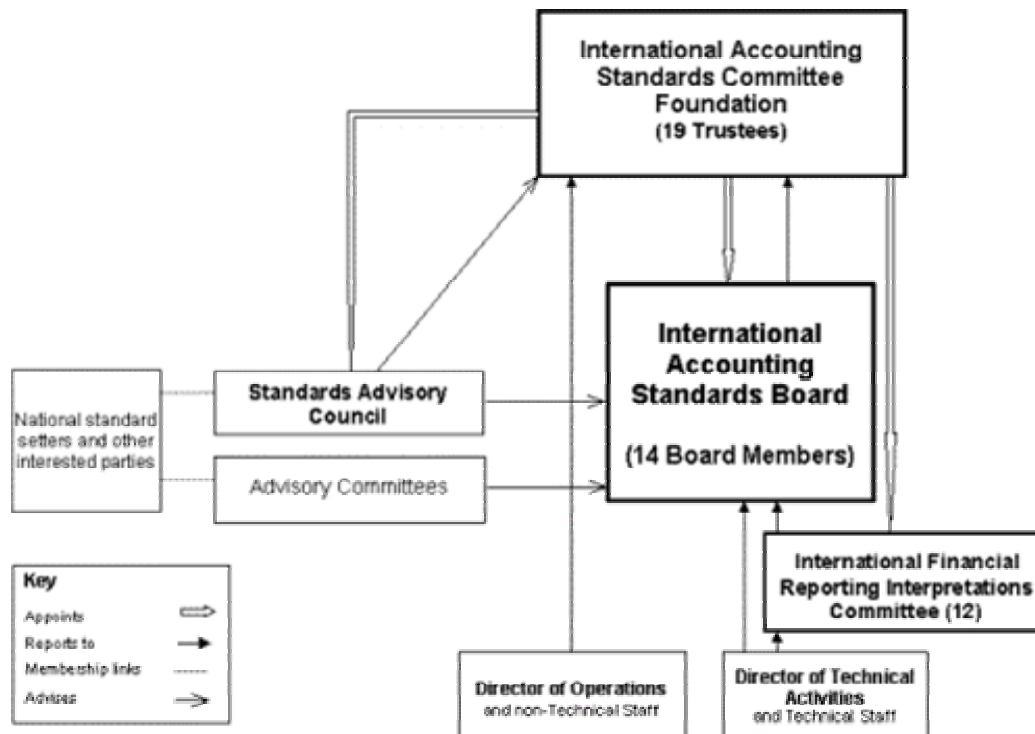 International Accounting
Standards Committee
Foundation
(19 Trustees)
International
Accounting
Standards Board
(14 Board Members)
Standards Advisory
Council
National standard
setters and other
interested parties
Advisory Committees
International Financial
Reporting Interpretations
Committee (12)
Key
Appoints
Reports to
Membership links
Advises
Director of Operations
and non-Technical Staff
Director of Technical
Activities
and Technical Staff